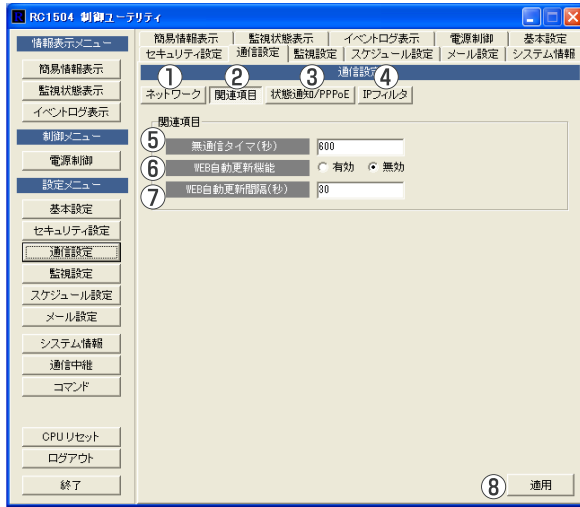 RC1504 制御ユーテリティ
情報表示メニュー
簡易情報表示
監視状態表示
イベントログ表示
制御メニュー
電源制御
設定メニュー
基本設定
セキュリティ設定
通信設定
監視設定
スケジュール設定
メール設定
システム情報
通信中継
コマンド
CPUリセット
ログアウト
終了
簡易情報表示 監視状態表示 イベントログ表示 電源制御 基本設定
セキュリティ設定 通信設定 監視設定 スケジュール設定 メール設定 システム情報
通信設定
① ② ③ ④
ネットワーク 関連項目 状態通知/PPPoE IPフィルタ
関連項目
⑤ 無通信タイマ(秒) 600
⑥ WEB自動更新機能 有効 無効
⑦ WEB自動更新間隔(秒) 30
⑧ 適用